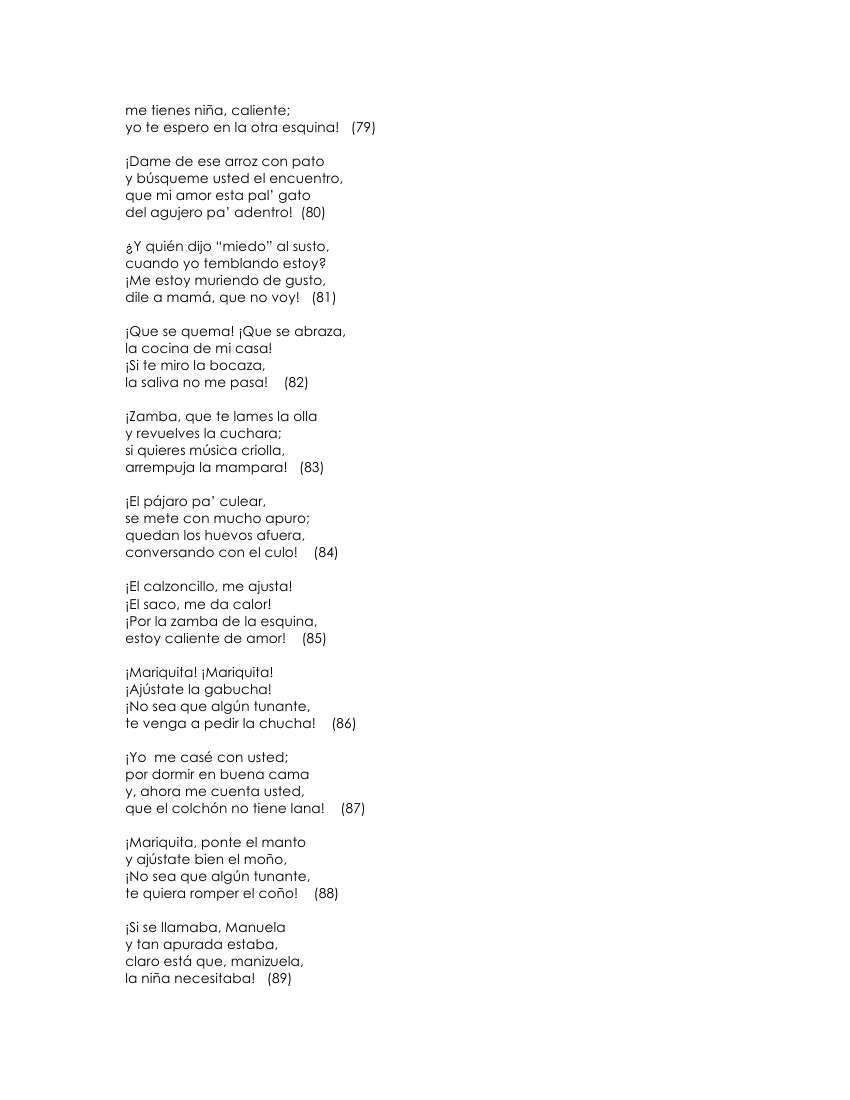 me tienes niña, caliente;
yo te espero en la otra esquina!   (79)

¡Dame de ese arroz con pato
y búsqueme usted el encuentro,
que mi amor esta pal’ gato
del agujero pa’ adentro!  (80)

¿Y quién dijo “miedo” al susto,
cuando yo temblando estoy?
¡Me estoy muriendo de gusto,
dile a mamá, que no voy!   (81)

¡Que se quema! ¡Que se abraza,
la cocina de mi casa!
¡Si te miro la bocaza,
la saliva no me pasa!    (82)

¡Zamba, que te lames la olla
y revuelves la cuchara;
si quieres música criolla,
arrempuja la mampara!   (83)

¡El pájaro pa’ culear,
se mete con mucho apuro;
quedan los huevos afuera,
conversando con el culo!    (84)

¡El calzoncillo, me ajusta!
¡El saco, me da calor!
¡Por la zamba de la esquina,
estoy caliente de amor!    (85)

¡Mariquita! ¡Mariquita!
¡Ajústate la gabucha!
¡No sea que algún tunante,
te venga a pedir la chucha!    (86)

¡Yo  me casé con usted;
por dormir en buena cama
y, ahora me cuenta usted,
que el colchón no tiene lana!    (87)

¡Mariquita, ponte el manto
y ajústate bien el moño,
¡No sea que algún tunante,
te quiera romper el coño!    (88)

¡Si se llamaba, Manuela
y tan apurada estaba,
claro está que, manizuela,
la niña necesitaba!   (89)